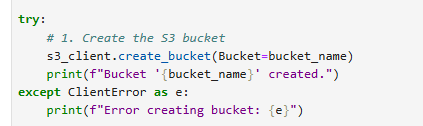 try:
    # 1. Create the S3 bucket
    s3_client.create_bucket(Bucket=bucket_name)
    print(f"Bucket '{bucket_name}' created.")
except ClientError as e:
    print(f"Error creating bucket: {e}")